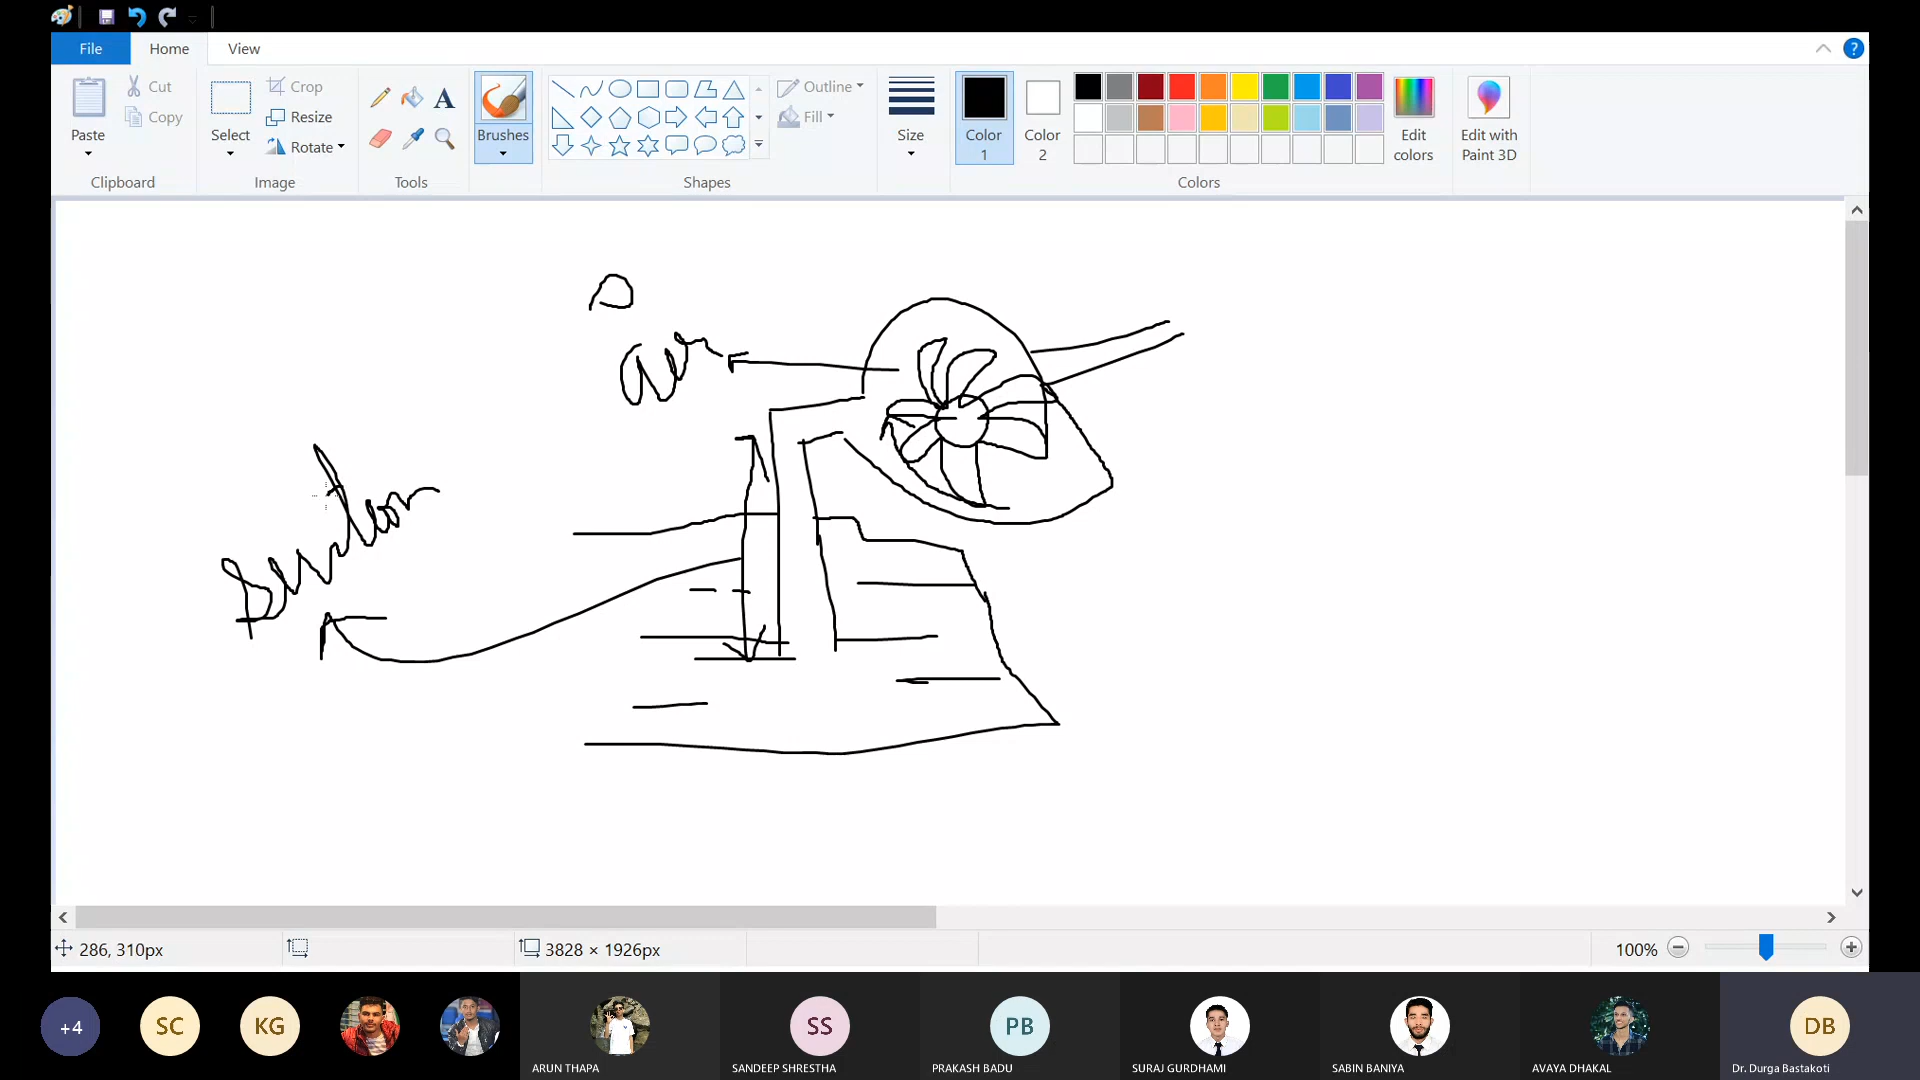 File Home View
Paste
Cut
Copy
Clipboard
Select
Crop
Resize
Rotate
Image
Tools
Brushes
Shapes
Outline
Fill
Size
Color 1
Color 2
Edit colors
Colors
Edit with Paint 3D
air
suction
286, 310px
3828 × 1926px
100%
+4
SC
KG
ARUN THAPA
SS
SANDEEP SHRESTHA
PB
PRAKASH BADU
SURAJ GURDHAMI
SABIN BANIYA
AVAYA DHAKAL
DB
Dr. Durga Bastakoti